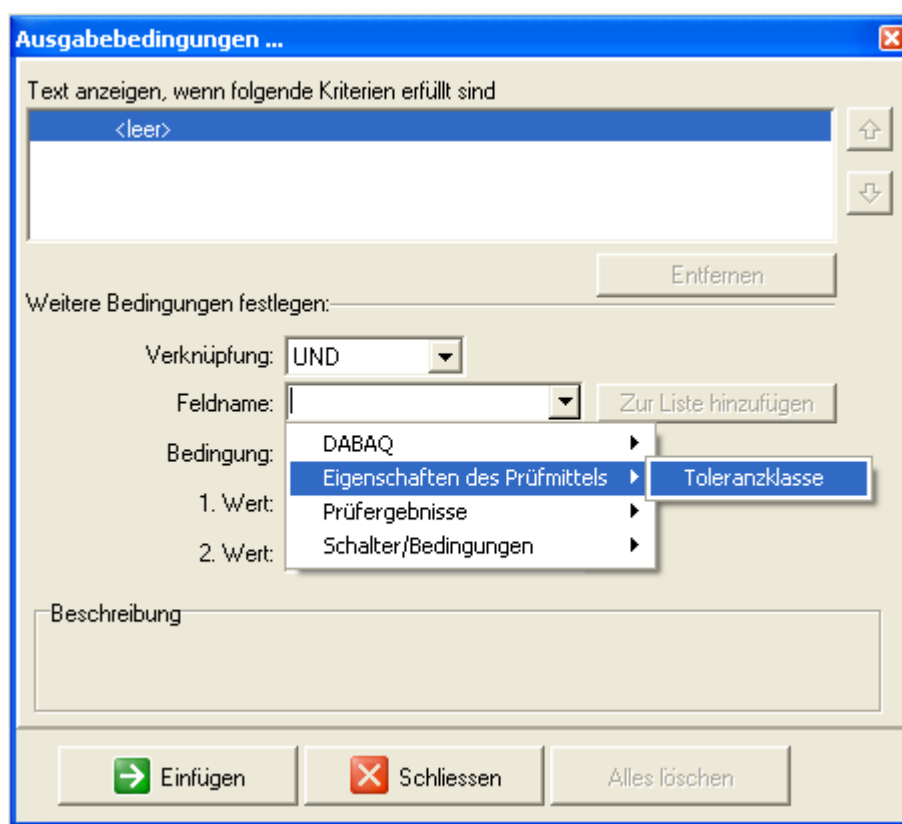 Ausgabebedingungen ...
Text anzeigen, wenn folgende Kriterien erfüllt sind
<leer>
Entfernen
Weitere Bedingungen festlegen:
Verknüpfung: UND
Feldname: Zur Liste hinzufügen
Bedingung: DABAQ
Eigenschaften des Prüfmittels Toleranzklasse
1. Wert: Prüfergebnisse
2. Wert: Schalter/Bedingungen
Beschreibung
Einfügen Schliessen Alles löschen